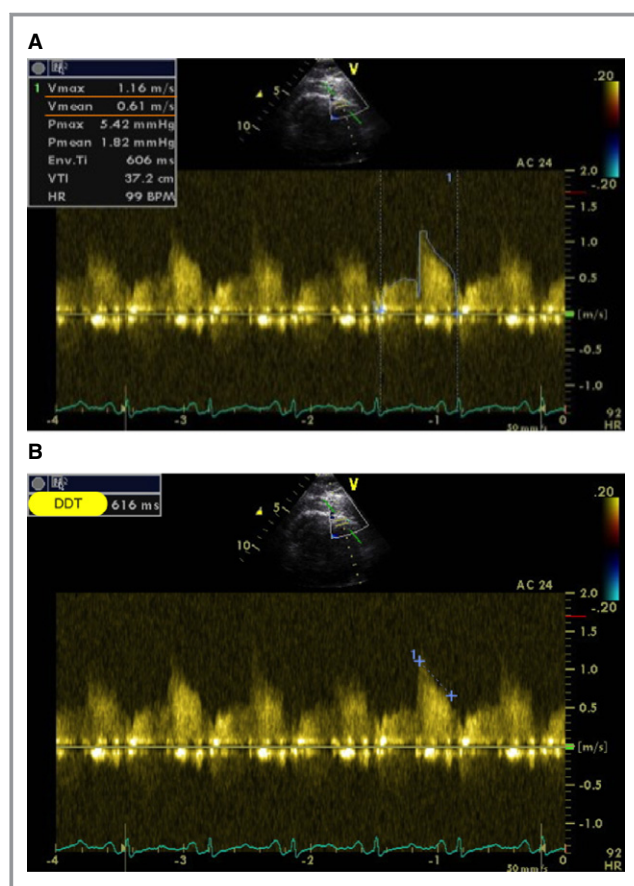 A
V
1 Vmax 1.16 m/s
Vmean 0.61 m/s
Pmax 5.42 mmHg
Pmean 1.82 mmHg
Env.Ti 606 ms
VTI 37.2 cm
HR 99 BPM
5
10
.20
-.20
AC 24
2.0
1.5
1.0
0.5
[m/s]
-0.5
-1.0
1
-4
-3
-2
-1
0
92
HR
50 mm/s
B
V
DDT 616 ms
5
10
.20
-.20
AC 24
2.0
1.5
1.0
0.5
[m/s]
-0.5
-1.0
1
-4
-3
-2
-1
0
92
HR
50 mm/s